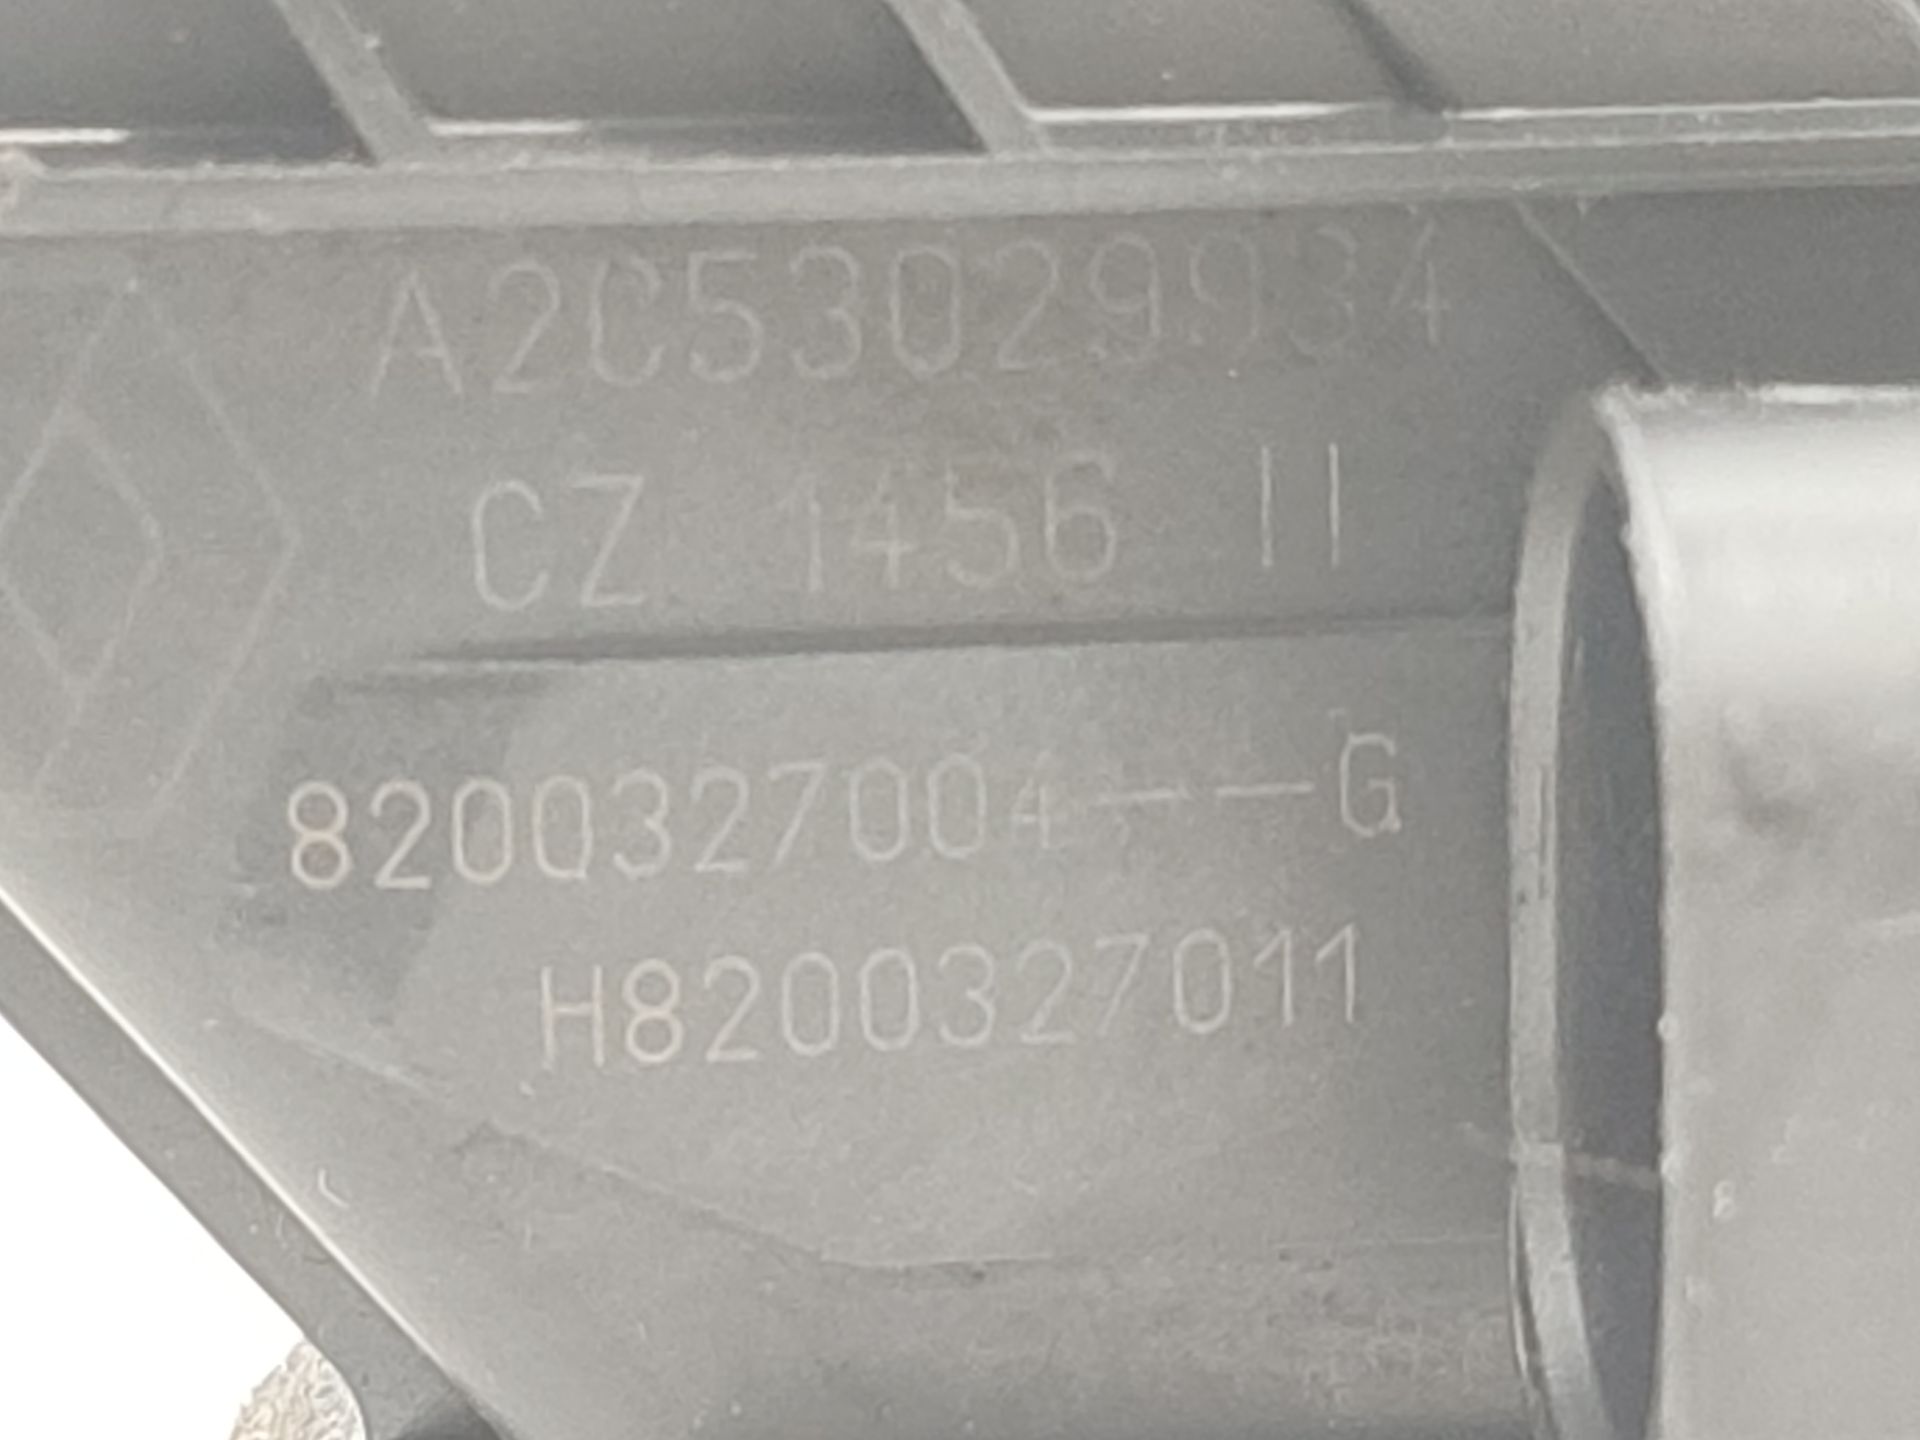 A2C53029934
CZ 1456 II
8200327004---G
H8200327011